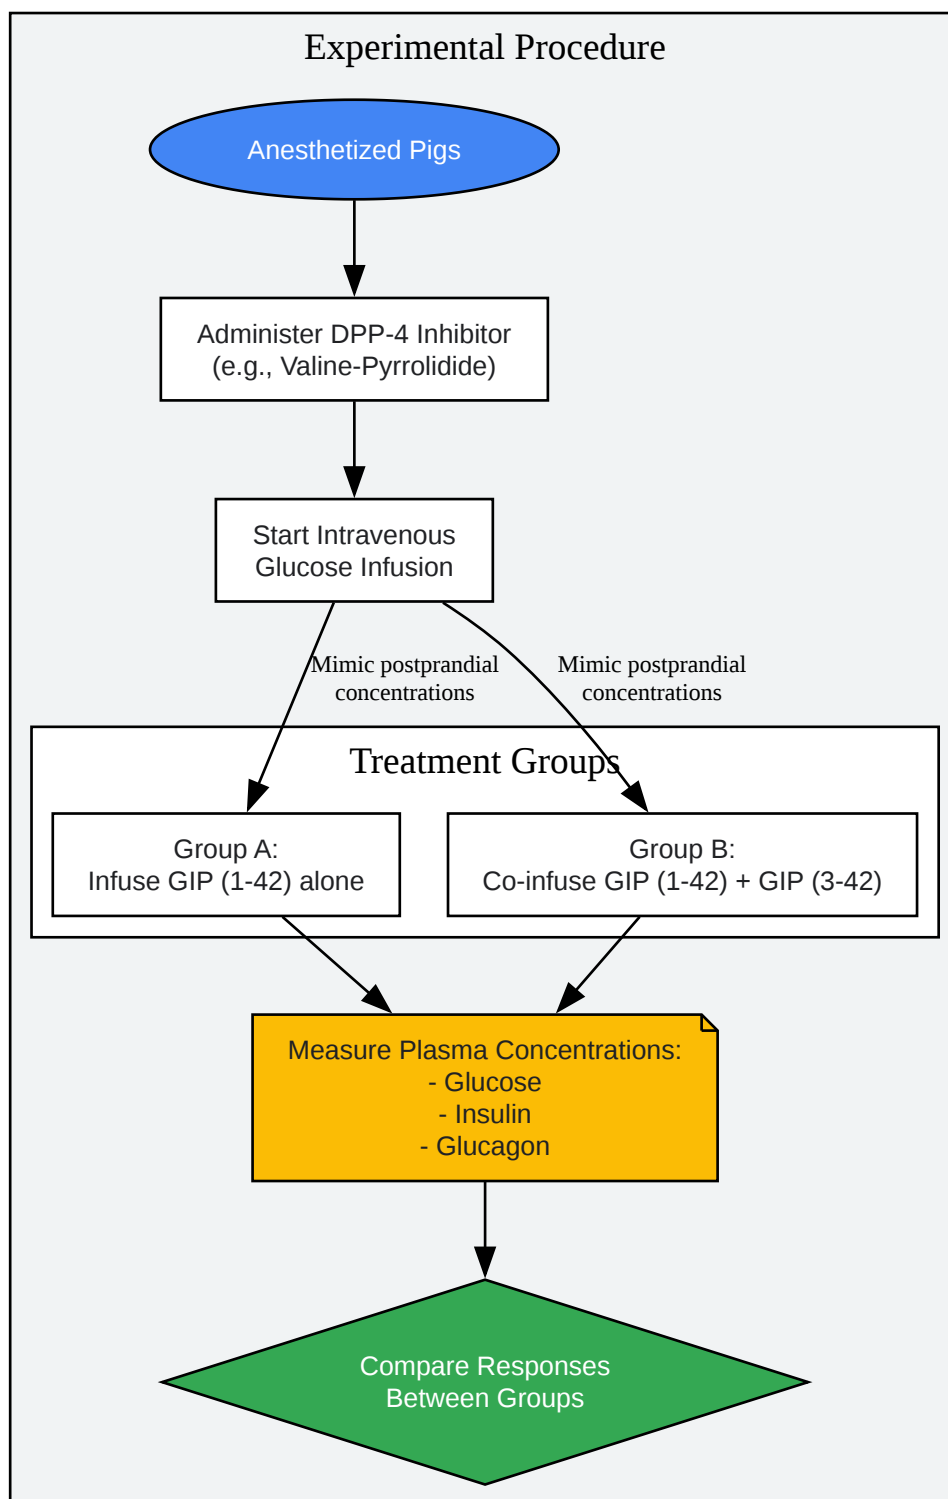 Experimental Procedure
Anesthetized Pigs
Administer DPP-4 Inhibitor
(e.g., Valine-Pyrrolidide)
Start Intravenous
Glucose Infusion
Mimic postprandial
concentrations
Mimic postprandial
concentrations
Treatment Groups
Group A:
Infuse GIP (1-42) alone
Group B:
Co-infuse GIP (1-42) + GIP (3-42)
Measure Plasma Concentrations:
- Glucose
- Insulin
- Glucagon
Compare Responses
Between Groups